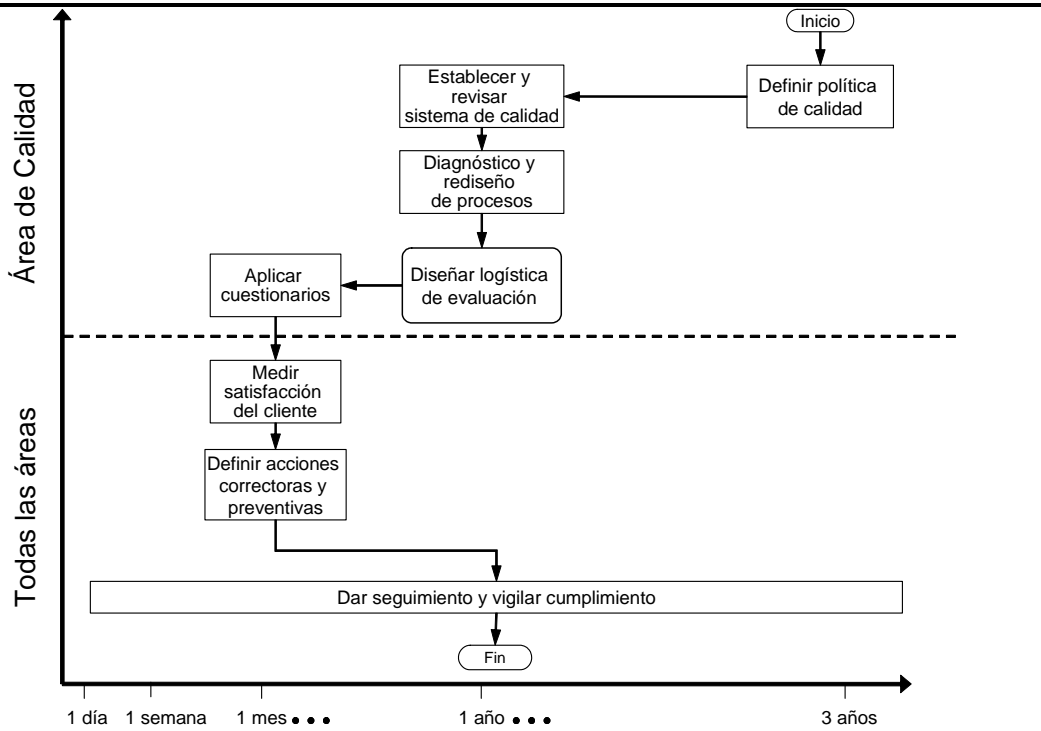 Inicio
Definir política
de calidad
Establecer y
revisar
sistema de calidad
Diagnóstico y
rediseño
de procesos
Diseñar logística
de evaluación
Aplicar
cuestionarios
Área de Calidad
Medir
satisfacción
del cliente
Definir acciones
correctoras y
preventivas
Todas las áreas
Dar seguimiento y vigilar cumplimiento
Fin
1 día 1 semana 1 mes ••• 1 año ••• 3 años